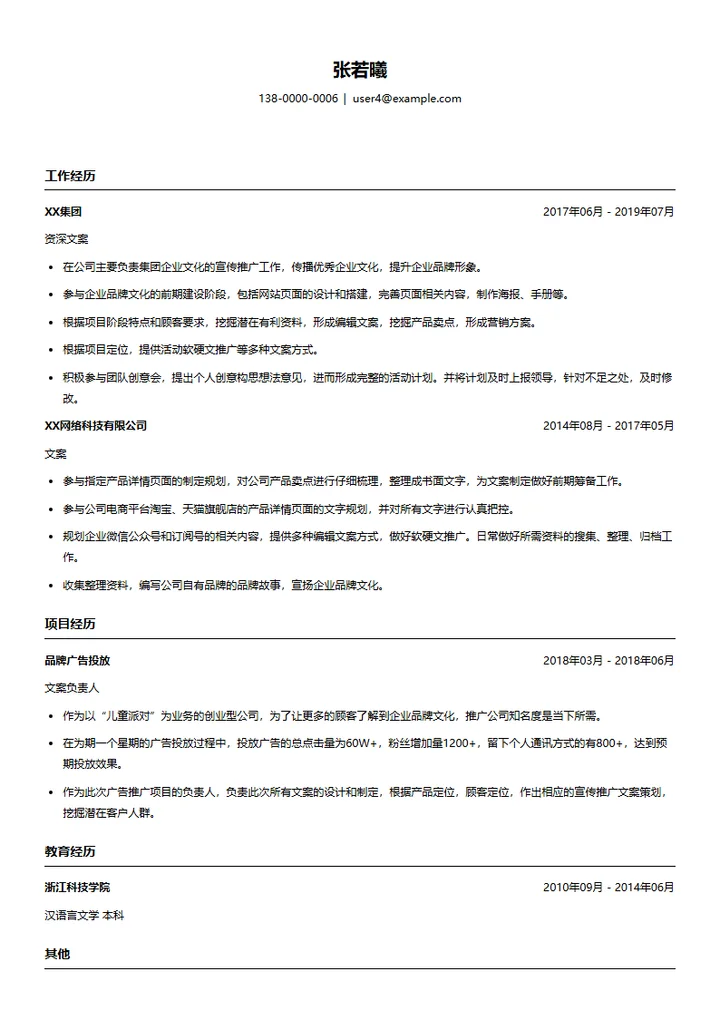 张若曦
138-0000-0006 | user4@example.com
工作经历
XX集团 2017年06月 - 2019年07月
资深文案
• 在公司主要负责集团企业文化的宣传推广工作，传播优秀企业文化，提升企业品牌形象。
• 参与企业品牌文化的前期建设阶段，包括网站页面的设计和搭建，完善页面相关内容，制作海报、手册等。
• 根据项目阶段特点和顾客要求，挖掘潜在有利资料，形成编辑文案，挖掘产品卖点，形成营销方案。
• 根据项目定位，提供活动软硬文推广等多种文案方式。
• 积极参与团队创意会，提出个人创意构思想法意见，进而形成完整的活动计划。并将计划及时上报领导，针对不足之处，及时修
改。
XX网络科技有限公司 2014年08月 - 2017年05月
文案
• 参与指定产品详情页面的制定规划，对公司产品卖点进行仔细梳理，整理成书面文字，为文案制定做好前期筹备工作。
• 参与公司电商平台淘宝、天猫旗舰店的产品详情页面的文字规划，并对所有文字进行认真把控。
• 规划企业微信公众号和订阅号的相关内容，提供多种编辑文案方式，做好软硬文推广。日常做好所需资料的搜集、整理、归档工
作。
• 收集整理资料，编写公司自有品牌的品牌故事，宣扬企业品牌文化。
项目经历
品牌广告投放 2018年03月 - 2018年06月
文案负责人
• 作为以“儿童派对”为业务的创业型公司，为了让更多的顾客了解到企业品牌文化，推广公司知名度是当下所需。
• 在为期一个星期的广告投放过程中，投放广告的总点击量为60W+，粉丝增加量1200+，留下个人通讯方式的有800+，达到预
期投放效果。
• 作为此次广告推广项目的负责人，负责此次所有文案的设计和制定，根据产品定位，顾客定位，作出相应的宣传推广文案策划，
挖掘潜在客户人群。
教育经历
浙江科技学院 2010年09月 - 2014年06月
汉语言文学 本科
其他